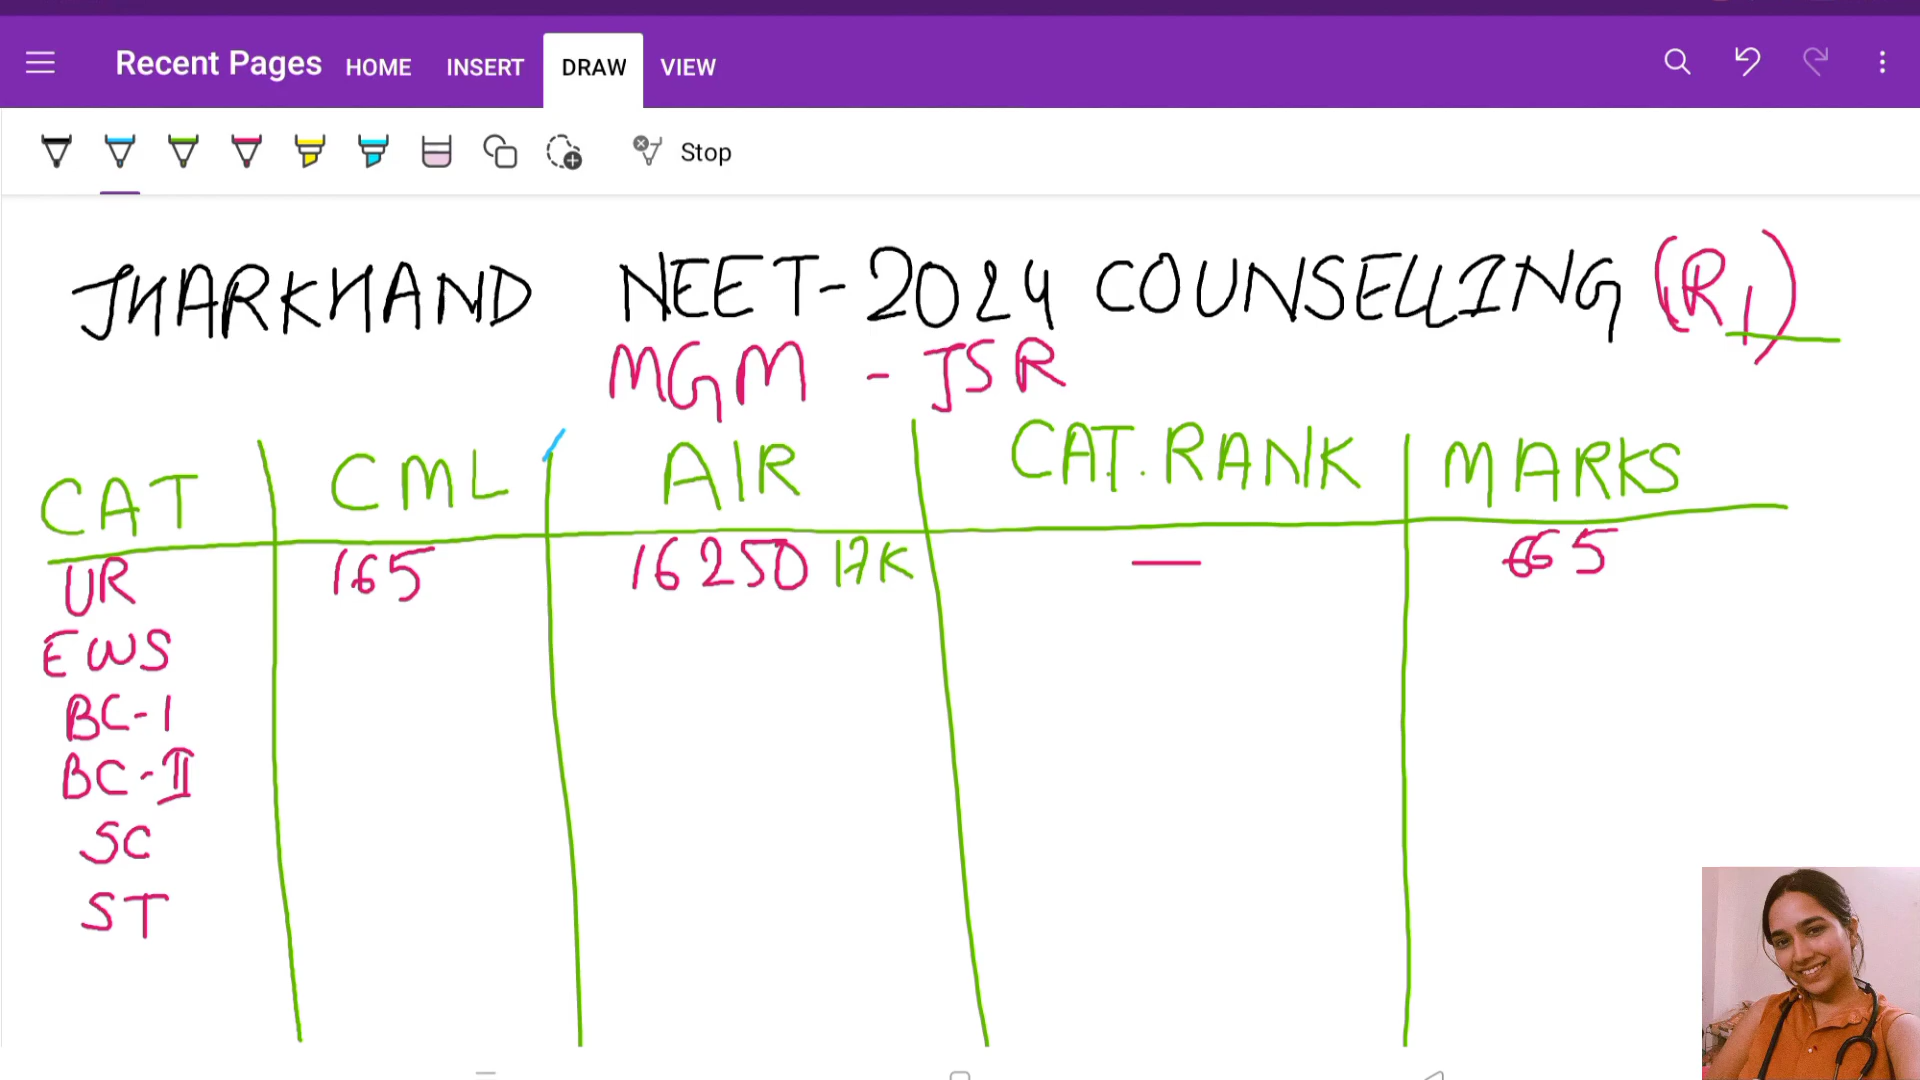 Recent Pages HOME INSERT DRAW VIEW
Stop
JHARKHAND NEET-2024 COUNSELLING (R1)
MGM - JSR
CAT CML AIR CAT. RANK MARKS
UR 165 16250 17K — 665
EWS
BC-I
BC-II
SC
ST